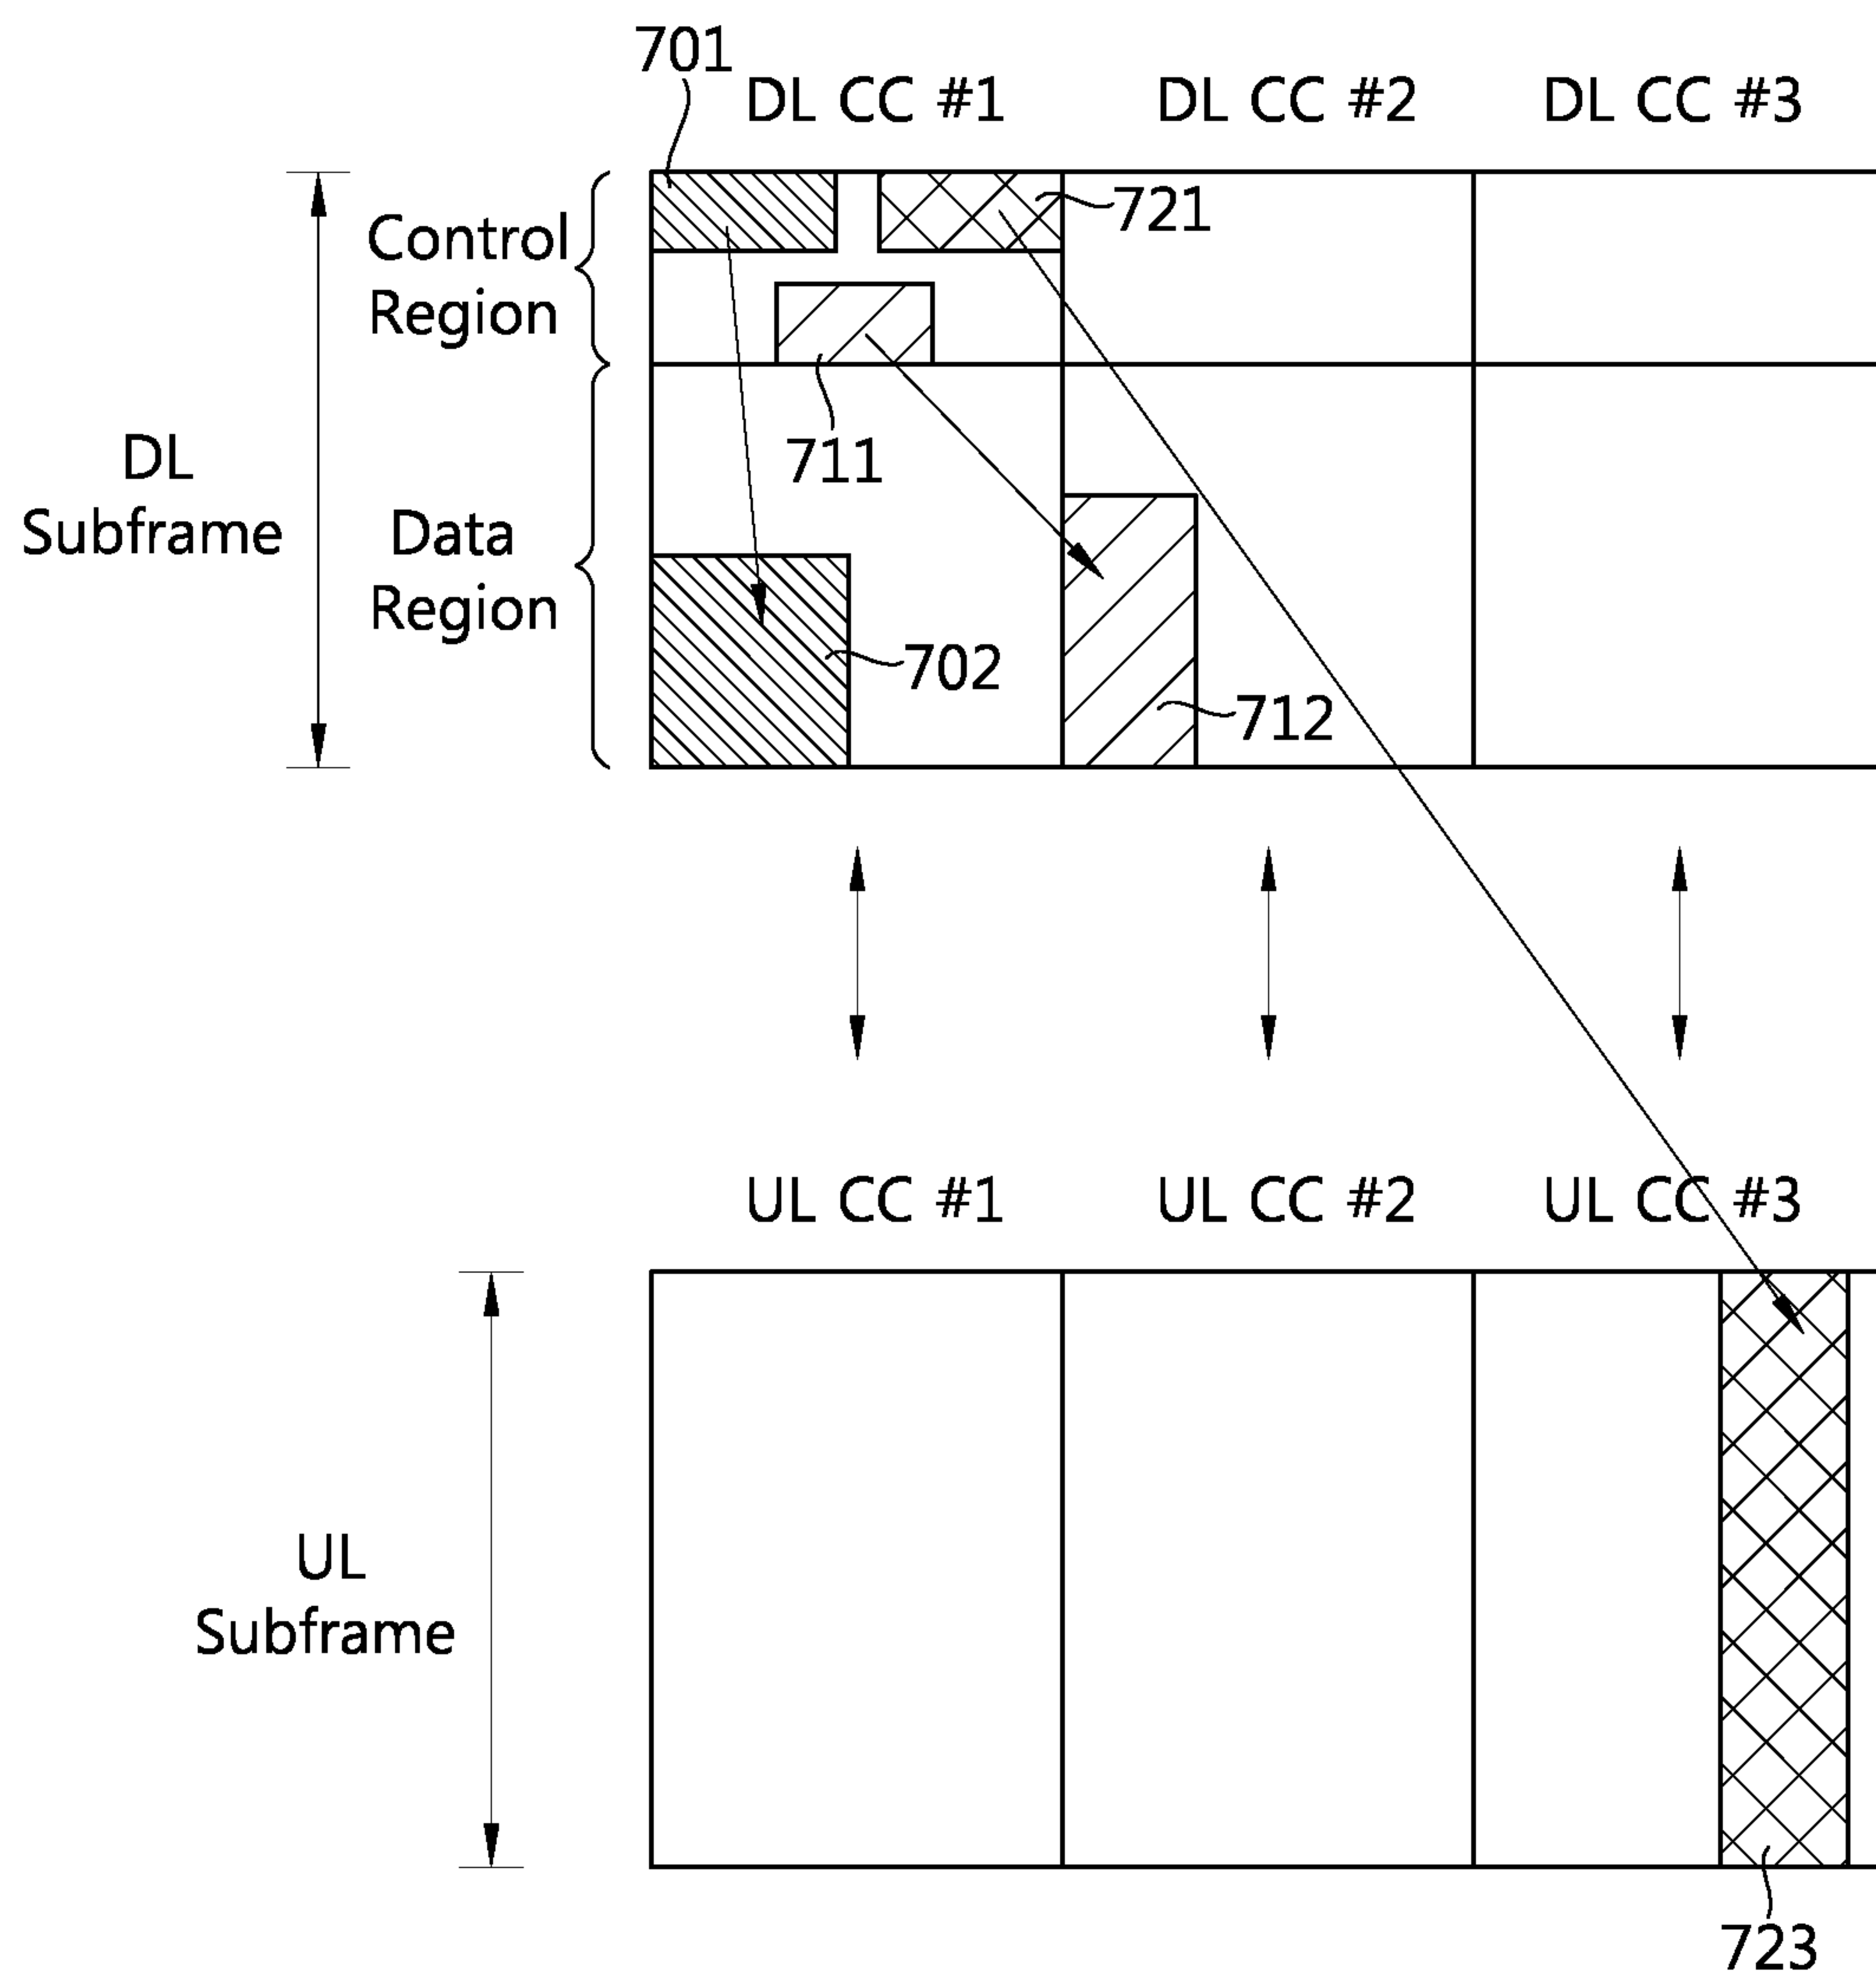 701
DL CC #1 DL CC #2 DL CC #3
721
Control
Region
711
DL
Subframe
Data
Region
702
712
UL CC #1 UL CC #2 UL CC #3
UL
Subframe
723